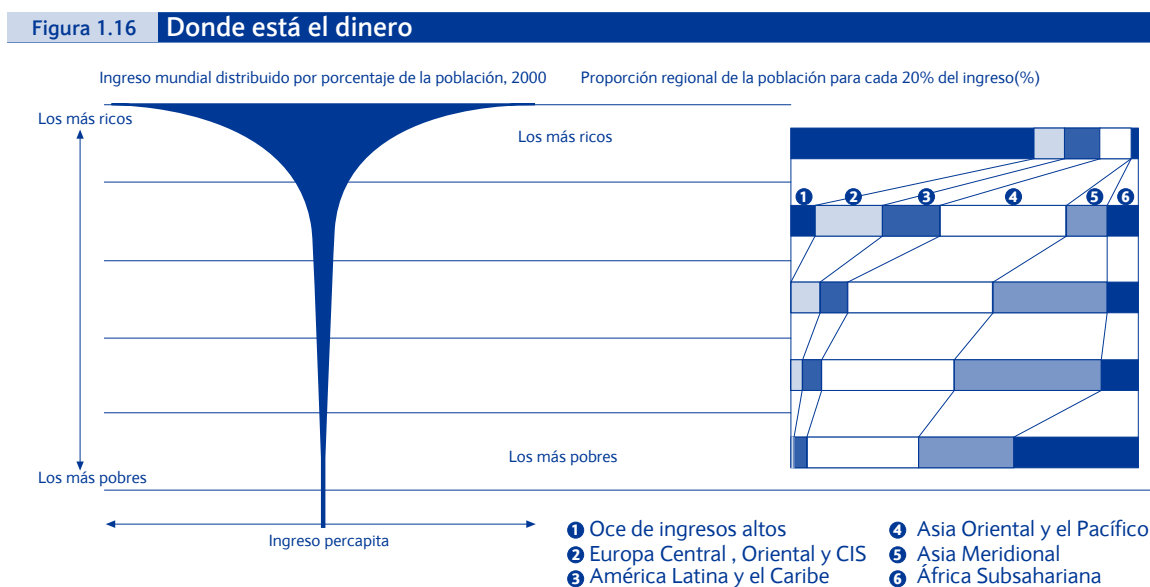 Figura 1.16 Donde está el dinero
Ingreso mundial distribuido por porcentaje de la población, 2000
Proporción regional de la población para cada 20% del ingreso(%)
Los más ricos
Los más ricos
1 2 3 4 5 6
Los más pobres
Los más pobres
Ingreso percapita
1 Oce de ingresos altos
2 Europa Central , Oriental y CIS
3 América Latina y el Caribe
4 Asia Oriental y el Pacífico
5 Asia Meridional
6 África Subsahariana